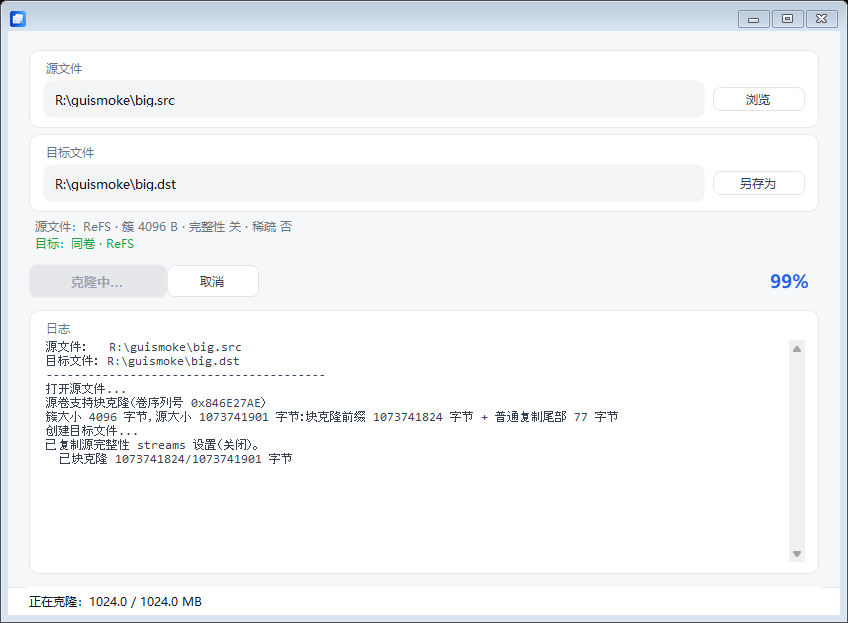 源文件
R:\guismoke\big.src
浏览
目标文件
R:\guismoke\big.dst
另存为
源文件: ReFS · 簇 4096 B · 完整性 关 · 稀疏 否
目标: 同卷 · ReFS
克隆中...
取消
99%
日志
源文件:   R:\guismoke\big.src
目标文件: R:\guismoke\big.dst
----------------------------------------
打开源文件...
源卷支持块克隆(卷序列号 0x846E27AE)
簇大小 4096 字节,源大小 1073741901 字节:块克隆前缀 1073741824 字节 + 普通复制尾部 77 字节
创建目标文件...
已复制源完整性 streams 设置(关闭)。
已块克隆 1073741824/1073741901 字节
正在克隆: 1024.0 / 1024.0 MB